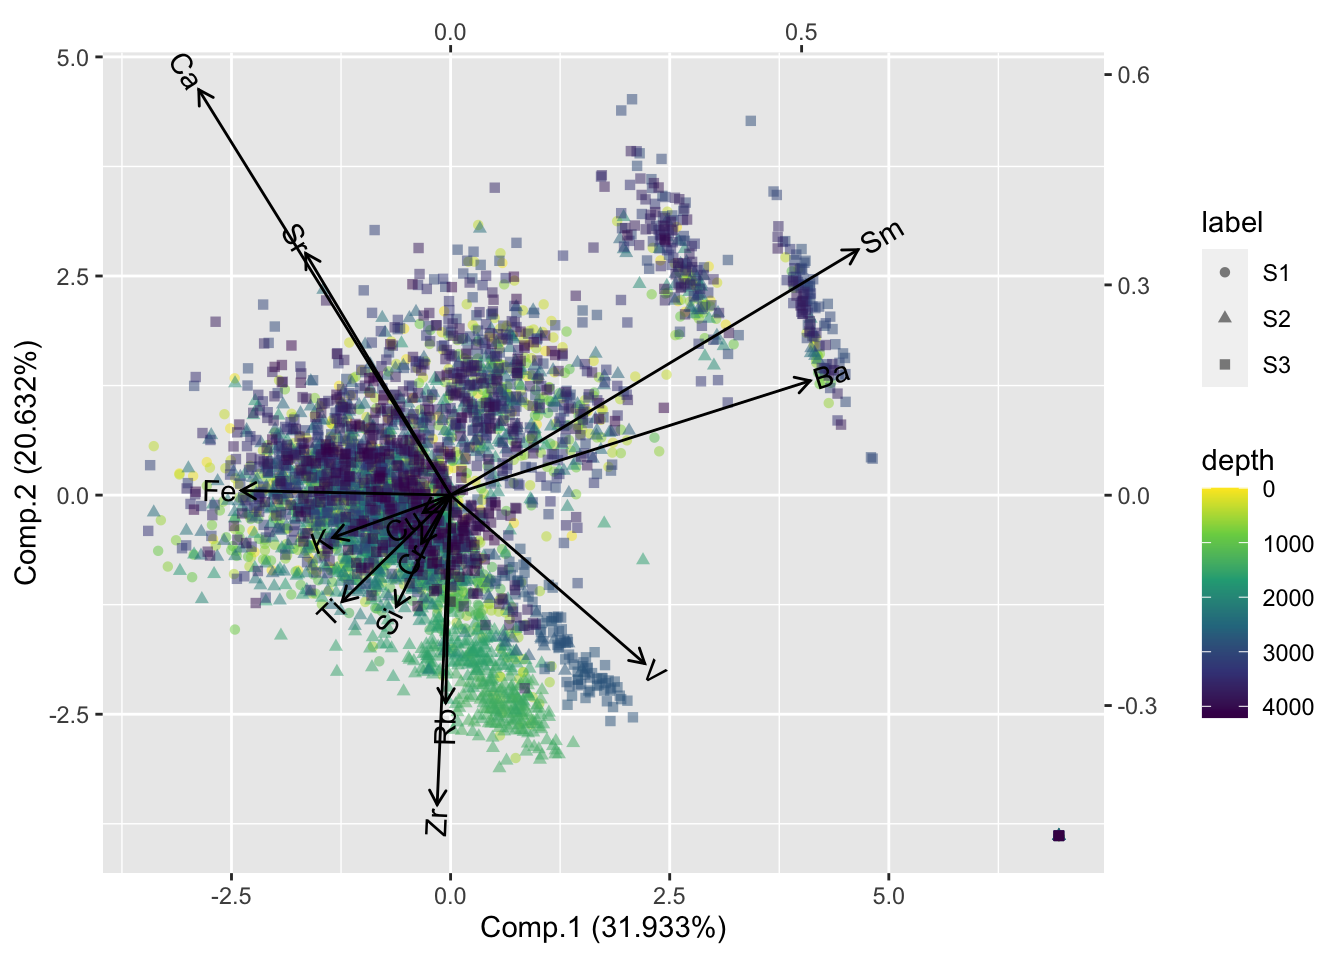 0.0 0.5
5.0
2.5
0.0
-2.5
0.6
0.3
0.0
-0.3
-2.5 0.0 2.5 5.0
Comp.1 (31.933%)
Comp.2 (20.632%)
Ca
Sr
Sm
Ba
Fe
K
Cu
Cr
Ti
Si
V
Rb
Zr
label
S1
S2
S3
depth
0
1000
2000
3000
4000